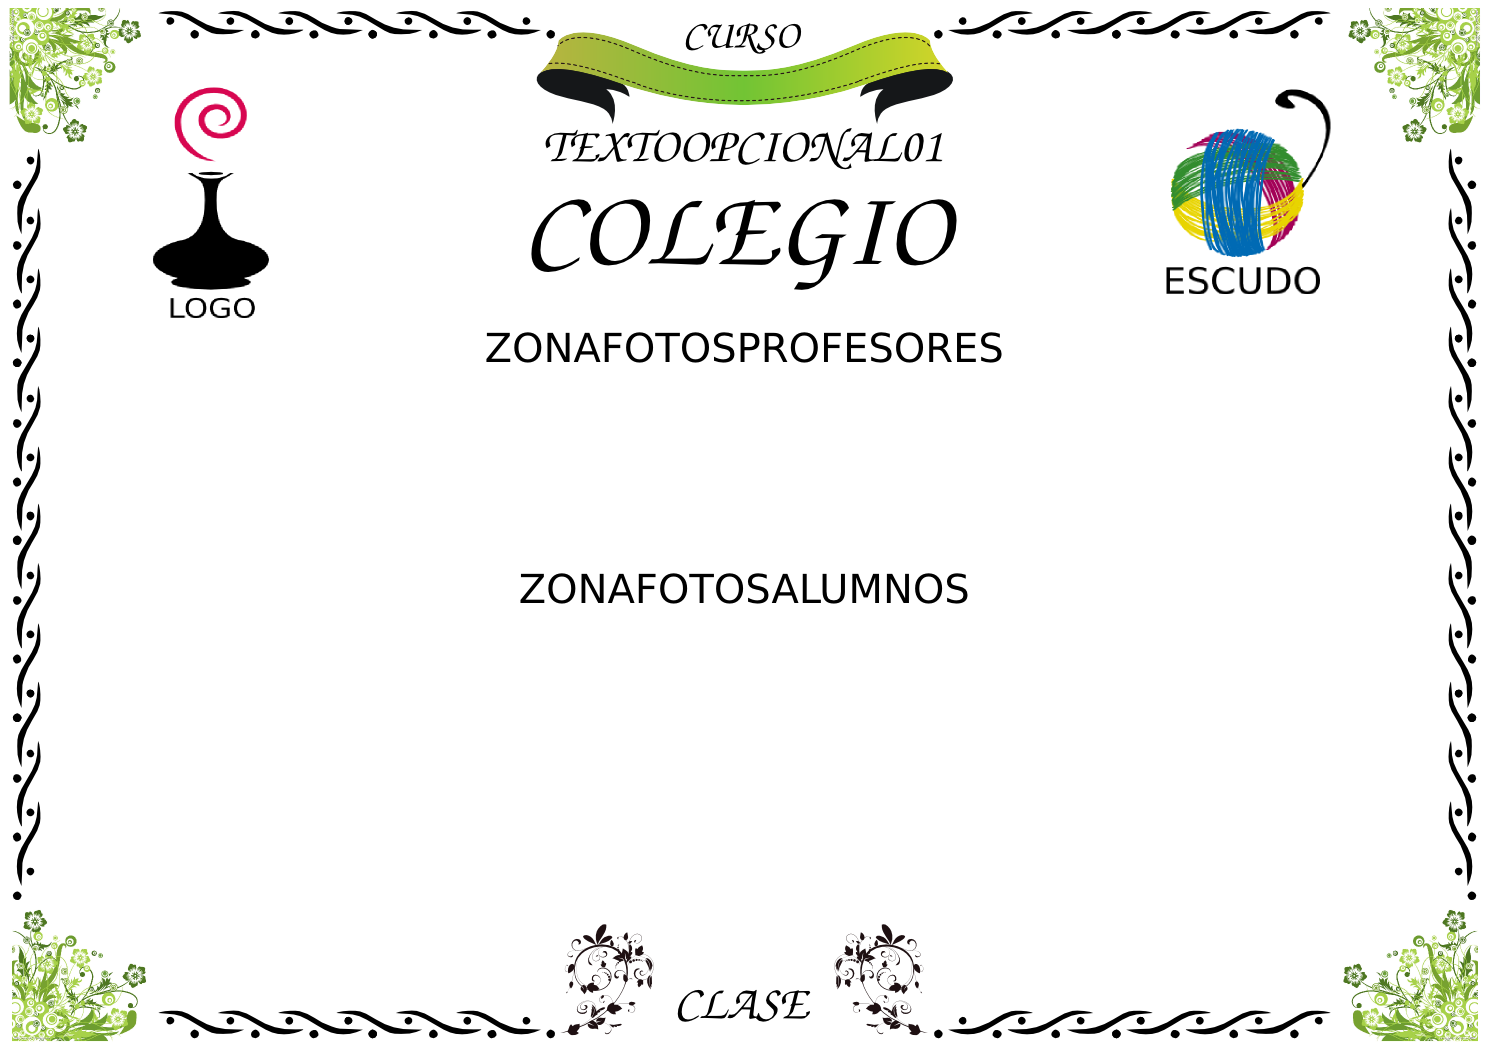 CURSO
TEXTOOPCIONAL01
COLEGIO
LOGO
ESCUDO
ZONAFOTOSPROFESORES
ZONAFOTOSALUMNOS
CLASE